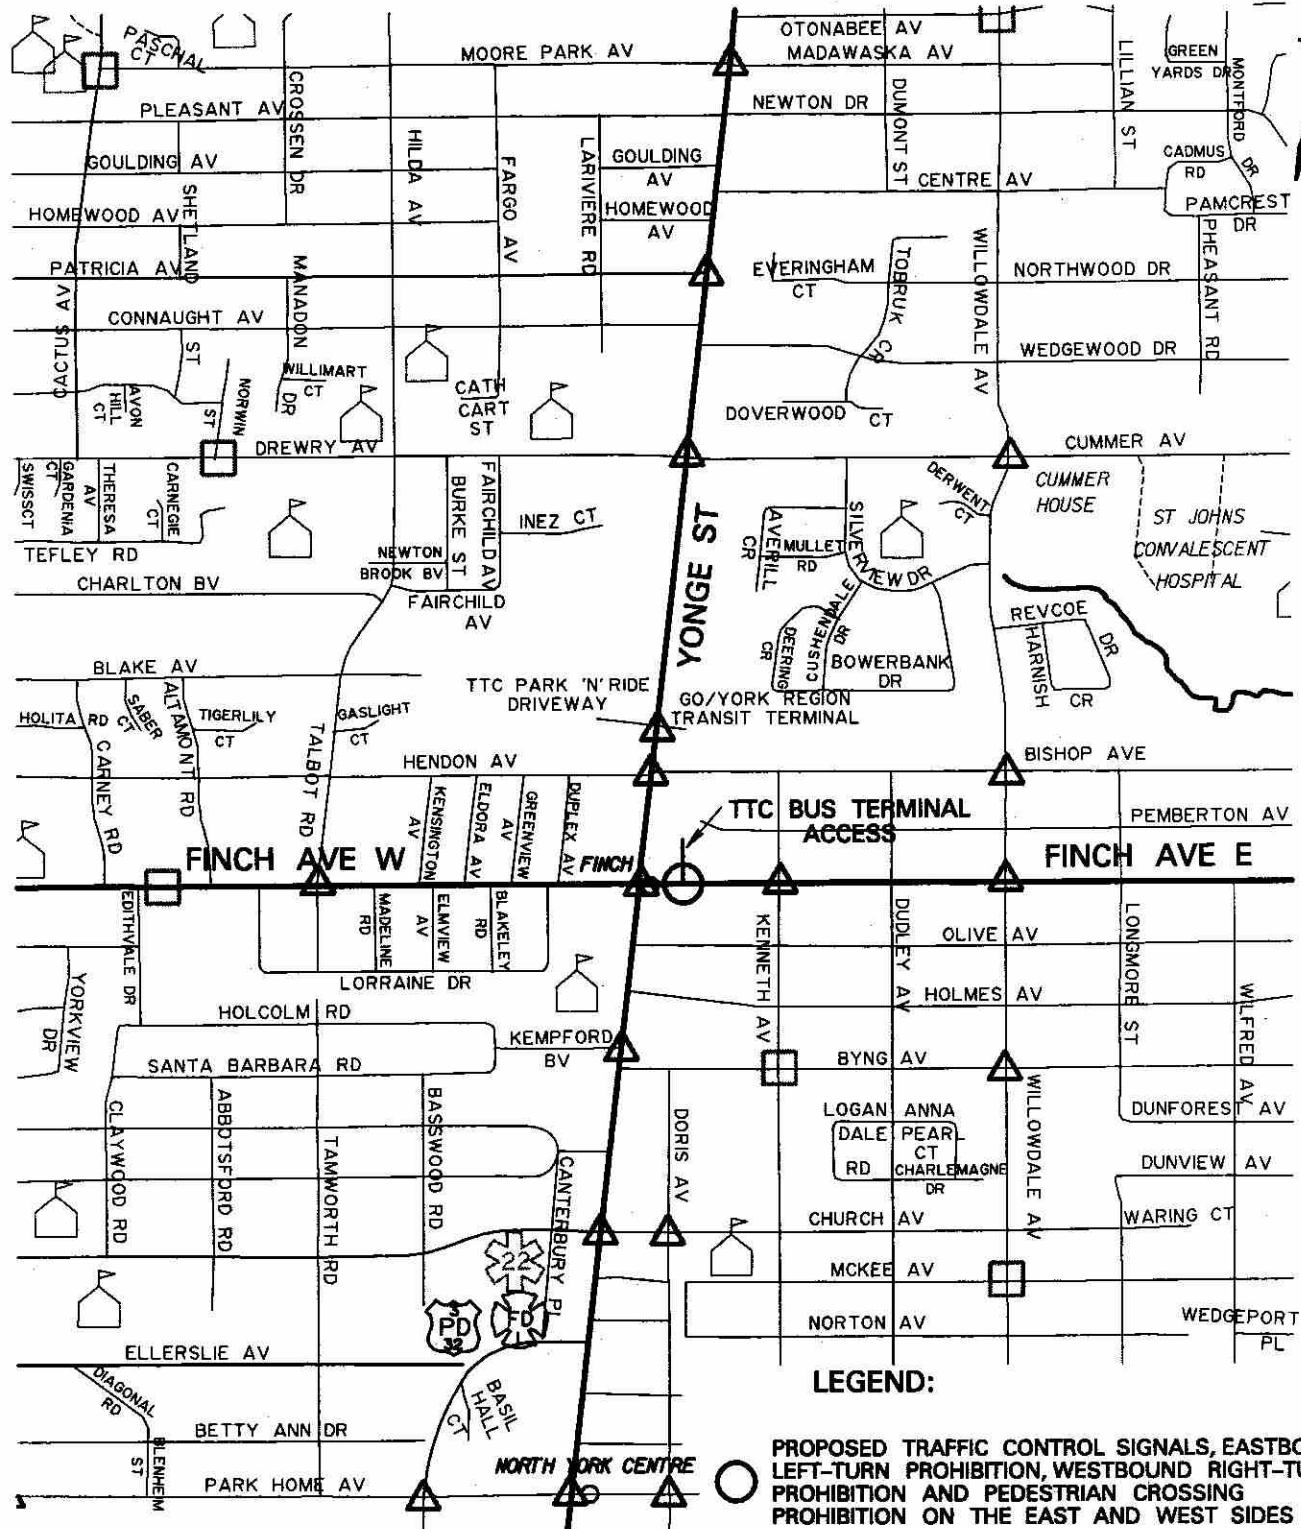 OTONABEE AV
PASCHAL
CT
MOORE PARK AV
MADAWASKA AV
LILLIAN ST
GREEN
YARDS DR
MONTFORD
DR
CROSSEN DR
PLEASANT AV
NEWTON DR
DUMONT ST
HILDA AV
FARGO AV
LARIVIERE RD
GOULDING AV
GOULDING
AV
CADMUS
RD
CENTRE AV
SHETLAND
ST
HOMEWOOD AV
HOMEWOOD
AV
PAMCREST
DR
PATRICIA AV
MANADON
DR
EVERINGHAM
CT
TOBRUK
CR
WILLOWDALE AV
NORTHWOOD DR
PHEASANT RD
CACTUS AV
CONNAUGHT AV
WEDGEWOOD DR
WILLIMART
CT
AVON
HILL
CT
NORWIN
ST
CATH
CART
ST
DOVERWOOD
CT
DREWRY AV
CUMMER AV
SWISSCT
GARDENIA
CT
THERESA
AV
CARNEGIE
CT
BURKE ST
FAIRCHILD AV
INEZ CT
YONGE ST
AVERILL
CR
MULLET
RD
SILVERVIEW DR
DERWENT
CT
CUMMER
HOUSE
ST JOHNS
CONVALESCENT
HOSPITAL
TEFLEY RD
NEWTON
BROOK BV
CHARLTON BV
FAIRCHILD
AV
DEERING
CR
CUSHENDALE
DR
BOWERBANK
DR
REVCOE
DR
HARNISH
CR
BLAKE AV
HOLITA RD
SABER
CT
ALTAMONT RD
TIGERLILY
CT
GASLIGHT
CT
TALBOT RD
CARNEY RD
TTC PARK 'N' RIDE
DRIVEWAY
GO/YORK REGION
TRANSIT TERMINAL
HENDON AV
BISHOP AVE
KENSINGTON
AV
ELDORA AV
GREENVIEW
AV
DUPLEX AV
TTC BUS TERMINAL
ACCESS
PEMBERTON AV
FINCH AVE W
FINCH
FINCH AVE E
EDITHVALE DR
MADELINE
RD
ELMVIEW
AV
BLAKELEY
RD
KENNETH AV
DUDLEY AV
OLIVE AV
LONGMORE ST
LORRAINE DR
YORKVIEW
DR
HOLCOLM RD
HOLMES AV
WILFRED AV
KEMPFORD
BV
SANTA BARBARA RD
BYNG AV
CLAYWOOD RD
ABBOTSFORD RD
TAMWORTH RD
BASSWOOD RD
CANTERBURY PL
DORIS AV
LOGAN
DALE
RD
ANNA
PEARL
CT
CHARLEMAGNE
DR
WILLOWDALE AV
DUNFOREST AV
DUNVIEW AV
CHURCH AV
WARING CT
22
MCKEE AV
3
PD
32
FD
NORTON AV
WEDGEPORT
PL
ELLERSLIE AV
DIAGONAL
RD
BASIL
HALL
CT
BETTY ANN DR
BLENHEIM
ST
PARK HOME AV
NORTH YORK CENTRE
LEGEND:
PROPOSED TRAFFIC CONTROL SIGNALS, EASTBO
LEFT-TURN PROHIBITION, WESTBOUND RIGHT-TU
PROHIBITION AND PEDESTRIAN CROSSING
PROHIBITION ON THE EAST AND WEST SIDES